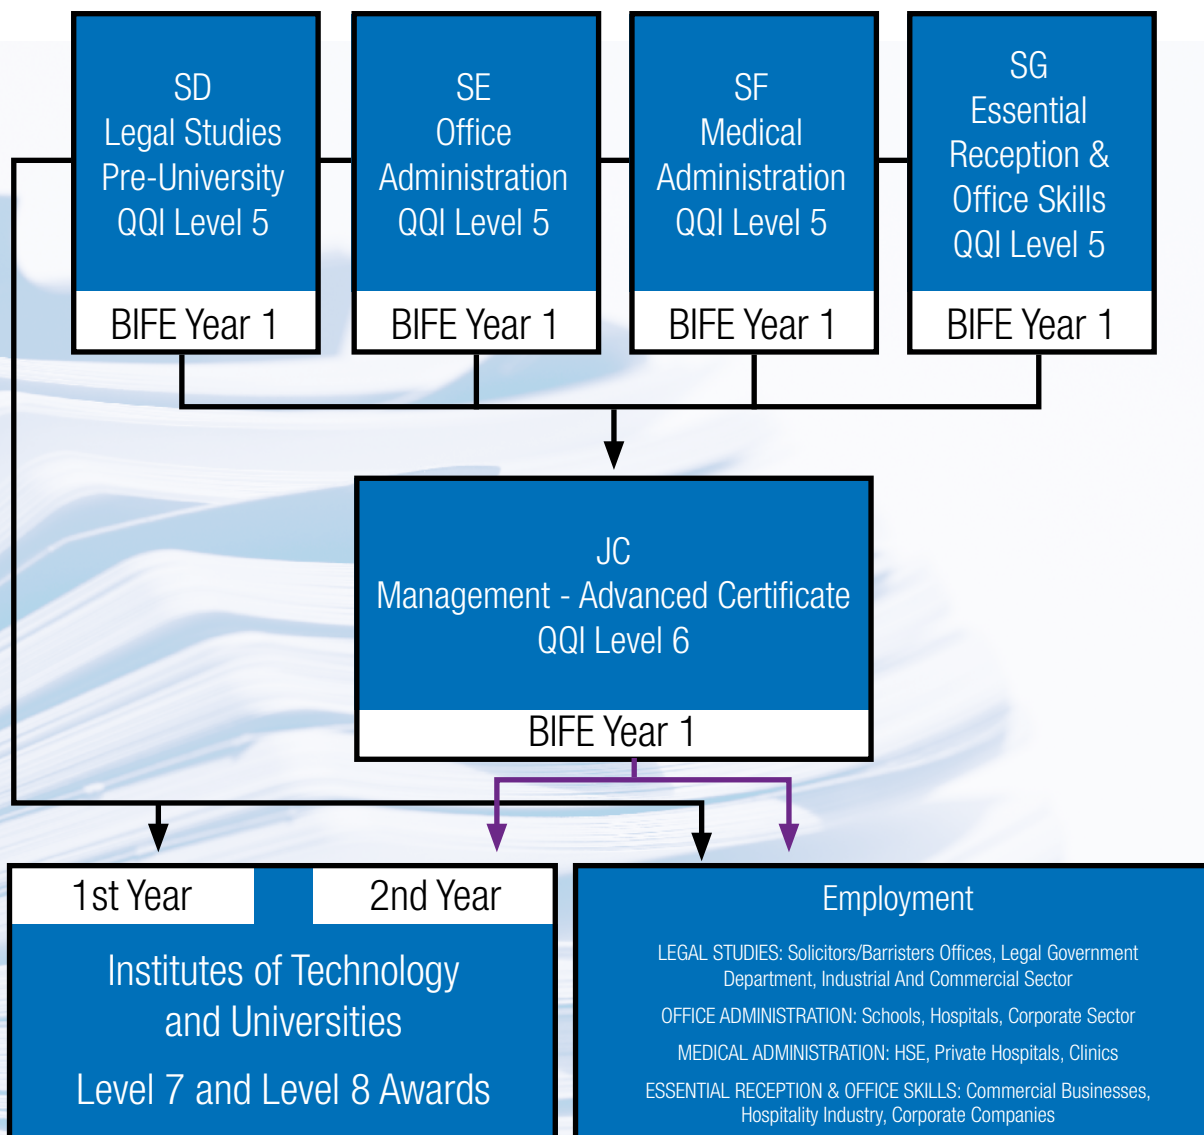 SD
Legal Studies
Pre-University
QQI Level 5
BIFE Year 1
SE
Office
Administration
QQI Level 5
BIFE Year 1
SF
Medical
Administration
QQI Level 5
BIFE Year 1
SG
Essential
Reception &
Office Skills
QQI Level 5
BIFE Year 1
JC
Management - Advanced Certificate
QQI Level 6
BIFE Year 1
1st Year
2nd Year
Institutes of Technology
and Universities
Level 7 and Level 8 Awards
Employment
LEGAL STUDIES: Solicitors/Barristers Offices, Legal Government
Department, Industrial And Commercial Sector
OFFICE ADMINISTRATION: Schools, Hospitals, Corporate Sector
MEDICAL ADMINISTRATION: HSE, Private Hospitals, Clinics
ESSENTIAL RECEPTION & OFFICE SKILLS: Commercial Businesses,
Hospitality Industry, Corporate Companies